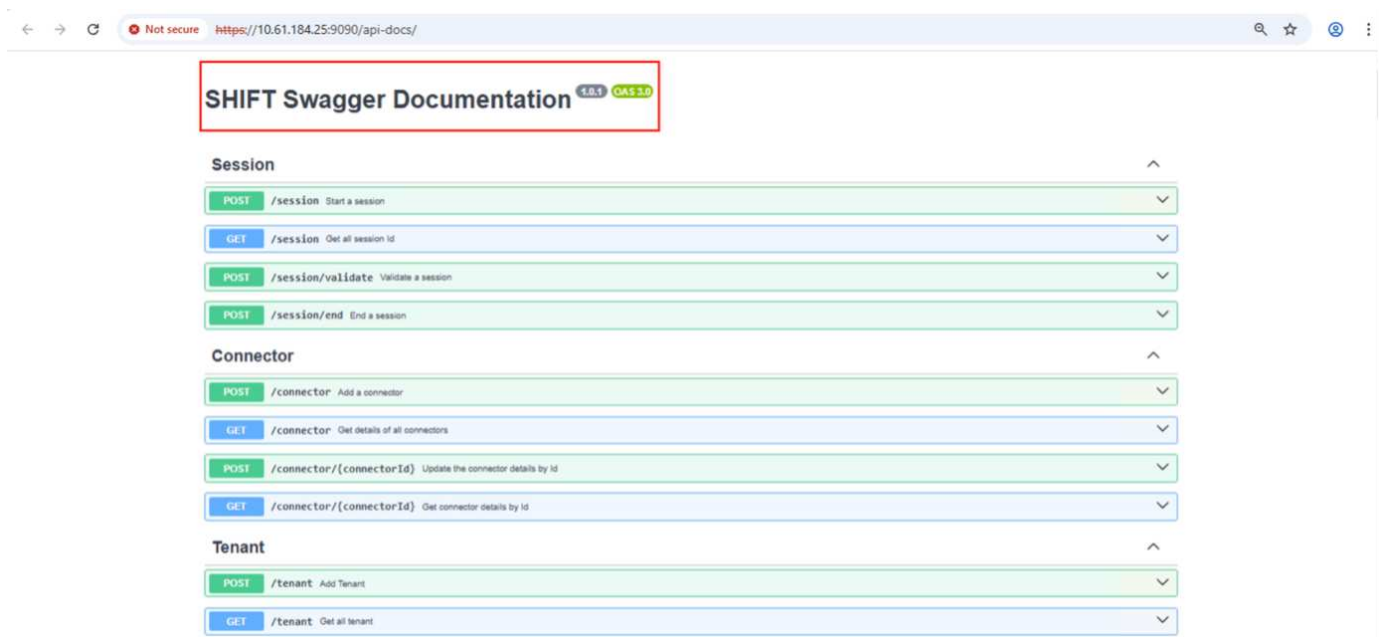 Not secure https://10.61.184.25:9090/api-docs/
SHIFT Swagger Documentation 1.0.1 OAS 3.0
Session
POST /session Start a session
GET /session Get all session Id
POST /session/validate Validate a session
POST /session/end End a session
Connector
POST /connector Add a connector
GET /connector Get details of all connectors
POST /connector/{connectorId} Update the connector details by Id
GET /connector/{connectorId} Get connector details by Id
Tenant
POST /tenant Add Tenant
GET /tenant Get all tenant